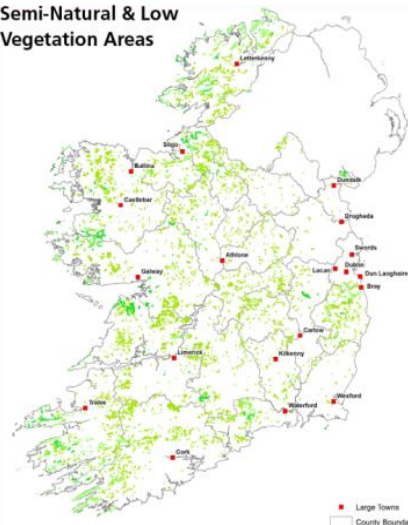 Semi-Natural & Low
Vegetation Areas
Letterkenny
Sligo
Ballina
Dundalk
Castlebar
Drogheda
Swords
Athlone
Lucan
Dublin
Dun Laoghaire
Galway
Bray
Carlow
Limerick
Kilkenny
Wexford
Tralee
Waterford
Cork
Large Towns
County Bounda